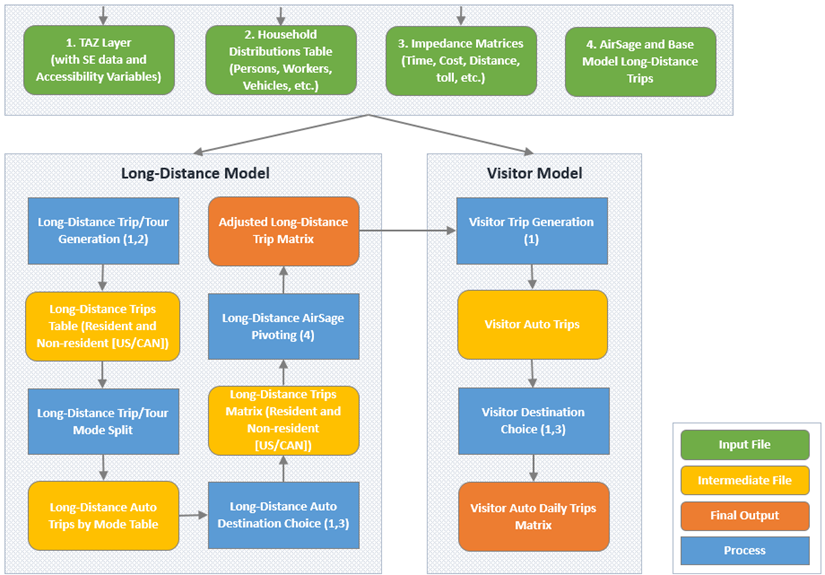 1. TAZ Layer
(with SE data and
Accessibility Variables)
2. Household
Distributions Table
(Persons, Workers,
Vehicles, etc.)
3. Impedance Matrices
(Time, Cost, Distance,
toll, etc.)
4. AirSage and Base
Model Long-Distance
Trips
Long-Distance Model
Long-Distance Trip/Tour
Generation (1,2)
Long-Distance Trips
Table (Resident and
Non-resident [US/CAN])
Long-Distance Trip/Tour
Mode Split
Long-Distance Auto
Trips by Mode Table
Long-Distance Auto
Destination Choice (1,3)
Long-Distance Trips
Matrix (Resident and
Non-resident
[US/CAN])
Long-Distance AirSage
Pivoting (4)
Adjusted Long-Distance
Trip Matrix
Visitor Model
Visitor Trip Generation
(1)
Visitor Auto Trips
Visitor Destination
Choice (1,3)
Visitor Auto Daily Trips
Matrix
Input File
Intermediate File
Final Output
Process